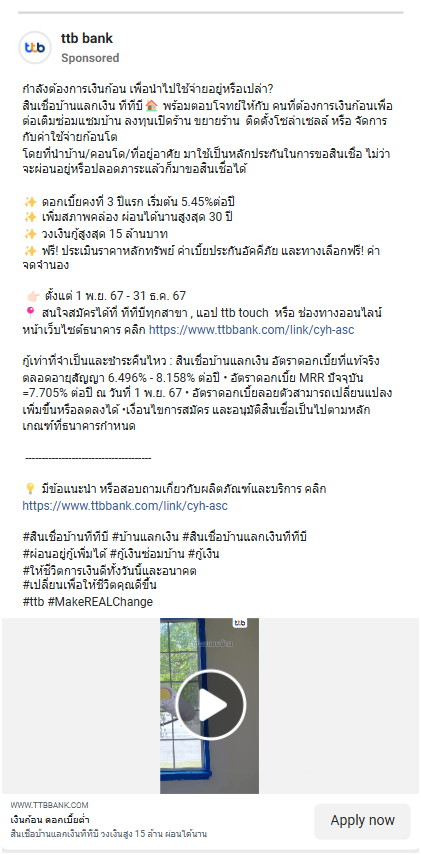 ttb
ttb bank
Sponsored
กำลังต้องการเงินก้อน เพื่อนำไปใช้จ่ายอยู่หรือเปล่า?
สินเชื่อบ้านแลกเงิน ทีทีบี🏠 พร้อมตอบโจทย์ให้กับ คนที่ต้องการเงินก้อนเพื่อ
ต่อเติมซ่อมแซมบ้าน ลงทุนเปิดร้าน ขยายร้าน ติดตั้งโซล่าเซลล์ หรือ จัดการ
กับค่าใช้จ่ายก้อนโต
โดยที่นำบ้าน/คอนโด/ที่อยู่อาศัย มาใช้เป็นหลักประกันในการขอสินเชื่อ ไม่ว่า
จะผ่อนอยู่หรือปลอดภาระแล้วก็มาขอสินเชื่อได้
✨ ดอกเบี้ยคงที่ 3 ปีแรก เริ่มต้น 5.45%ต่อปี
✨ เพิ่มสภาพคล่อง ผ่อนได้นานสูงสุด 30 ปี
✨ วงเงินกู้สูงสุด 15 ล้านบาท
✨ ฟรี! ประเมินราคาหลักทรัพย์ ค่าเบี้ยประกันอัคคีภัย และทางเลือกฟรี! ค่า
จดจำนอง
👉🏻 ตั้งแต่ 1 พ.ย. 67 - 31 ธ.ค. 67
📍 สนใจสมัครได้ที่ ทีทีบีทุกสาขา , แอป ttb touch หรือ ช่องทางออนไลน์
หน้าเว็บไซต์ธนาคาร คลิก https://www.ttbbank.com/link/cyh-asc
กู้เท่าที่จำเป็นและชำระคืนไหว : สินเชื่อบ้านแลกเงิน อัตราดอกเบี้ยที่แท้จริง
ตลอดอายุสัญญา 6.496% - 8.158% ต่อปี • อัตราดอกเบี้ย MRR ปัจจุบัน
=7.705% ต่อปี ณ วันที่ 1 พ.ย. 67 • อัตราดอกเบี้ยลอยตัวสามารถเปลี่ยนแปลง
เพิ่มขึ้นหรือลดลงได้ •เงื่อนไขการสมัคร และอนุมัติสินเชื่อเป็นไปตามหลัก
เกณฑ์ที่ธนาคารกำหนด
--------------------------------------
💡 มีข้อแนะนำ หรือสอบถามเกี่ยวกับผลิตภัณฑ์และบริการ คลิก
https://www.ttbbank.com/link/cyh-asc
#สินเชื่อบ้านทีทีบี #บ้านแลกเงิน #สินเชื่อบ้านแลกเงินทีทีบี
#ผ่อนอยู่กู้เพิ่มได้ #กู้เงินซ่อมบ้าน #กู้เงิน
#ให้ชีวิตการเงินดีทั้งวันนี้และอนาคต
#เปลี่ยนเพื่อให้ชีวิตคุณดีขึ้น
#ttb #MakeREALChange
ttb
WWW.TTBBANK.COM
เงินก้อน ดอกเบี้ยต่ำ
Apply now
สินเชื่อบ้านแลกเงินทีทีบี วงเงินสูง 15 ล้าน ผ่อนได้นาน